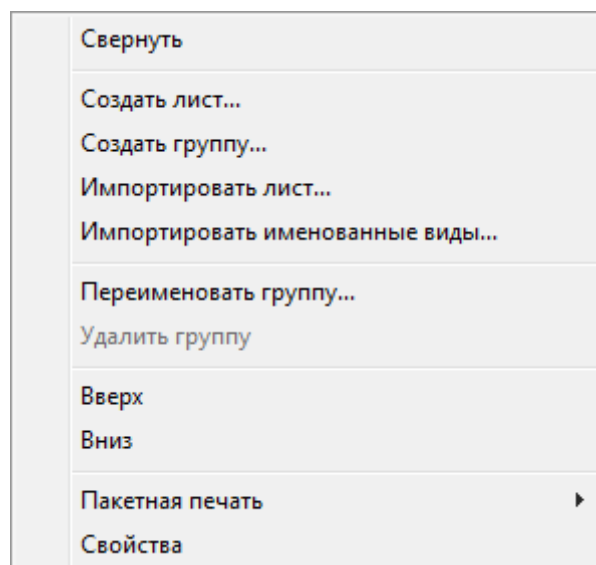 Свернуть
Создать лист...
Создать группу...
Импортировать лист...
Импортировать именованные виды...
Переименовать группу...
Удалить группу
Вверх
Вниз
Пакетная печать
Свойства